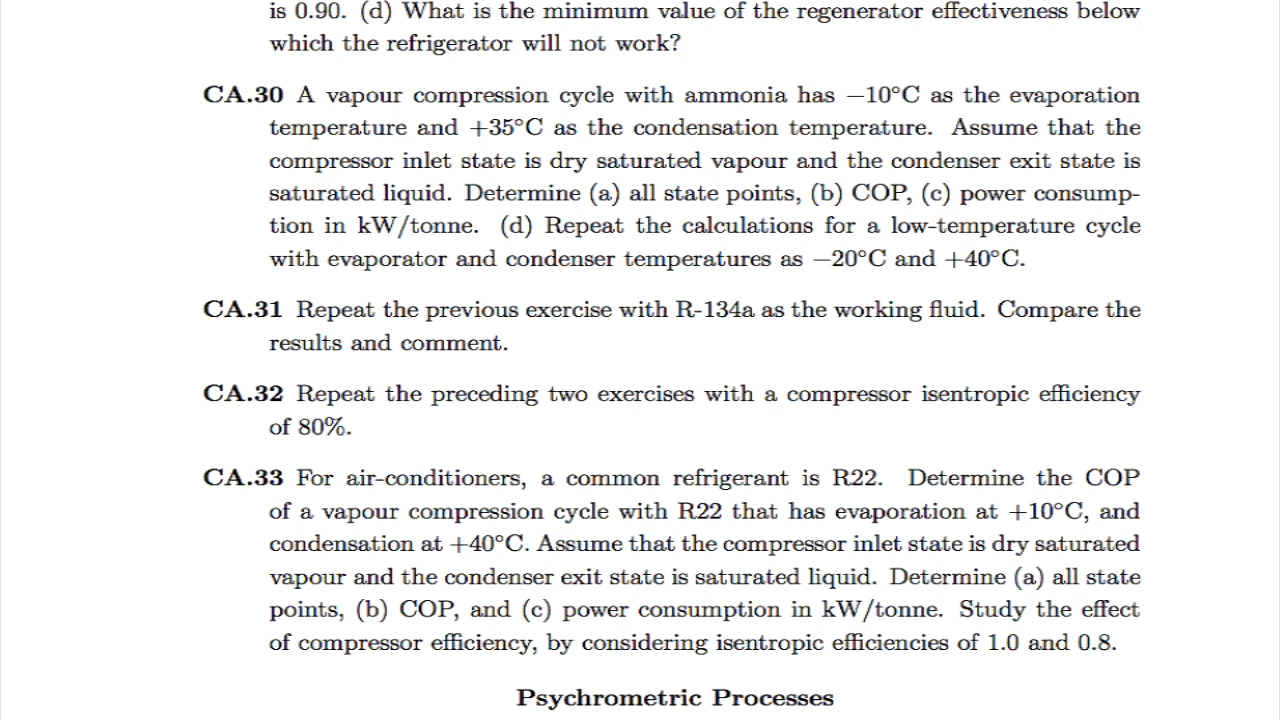 is 0.90. (d) What is the minimum value of the regenerator effectiveness below
which the refrigerator will not work?
CA.30 A vapour compression cycle with ammonia has −10°C as the evaporation
temperature and +35°C as the condensation temperature. Assume that the
compressor inlet state is dry saturated vapour and the condenser exit state is
saturated liquid. Determine (a) all state points, (b) COP, (c) power consump-
tion in kW/tonne. (d) Repeat the calculations for a low-temperature cycle
with evaporator and condenser temperatures as −20°C and +40°C.
CA.31 Repeat the previous exercise with R-134a as the working fluid. Compare the
results and comment.
CA.32 Repeat the preceding two exercises with a compressor isentropic efficiency
of 80%.
CA.33 For air-conditioners, a common refrigerant is R22. Determine the COP
of a vapour compression cycle with R22 that has evaporation at +10°C, and
condensation at +40°C. Assume that the compressor inlet state is dry saturated
vapour and the condenser exit state is saturated liquid. Determine (a) all state
points, (b) COP, and (c) power consumption in kW/tonne. Study the effect
of compressor efficiency, by considering isentropic efficiencies of 1.0 and 0.8.
Psychrometric Processes